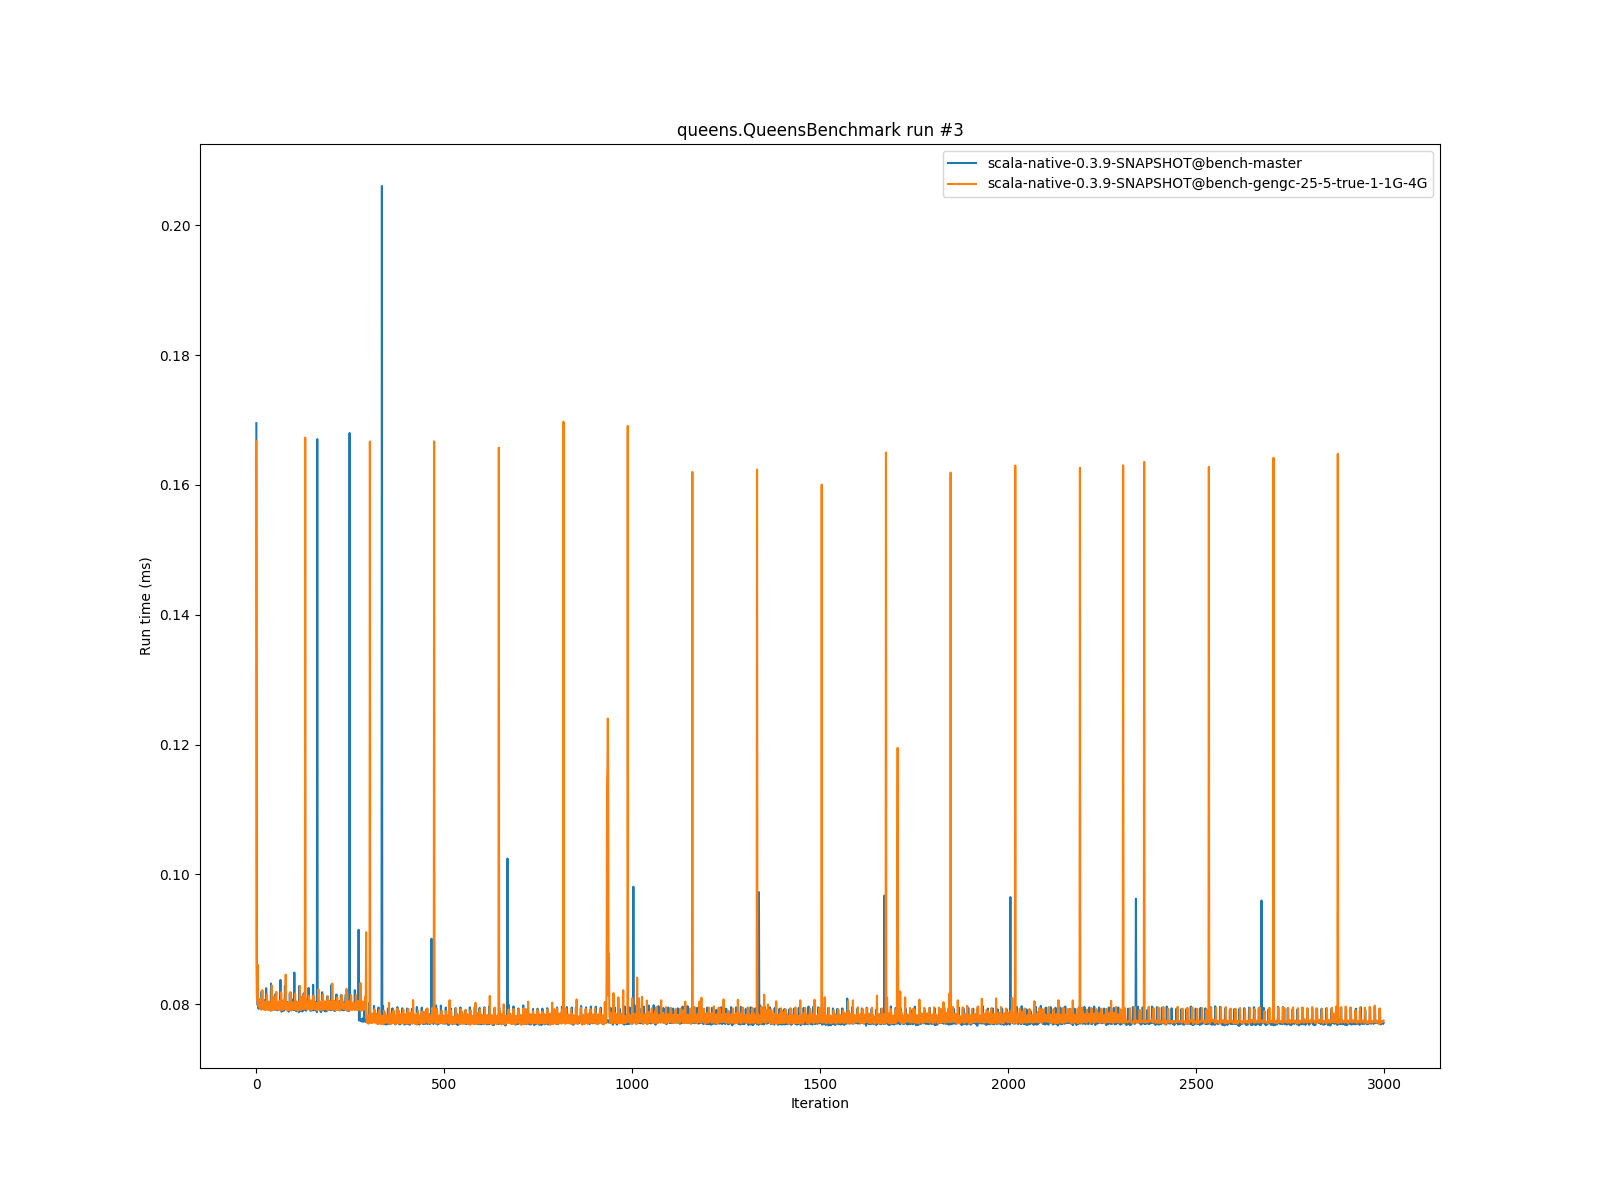 queens.QueensBenchmark run #3
scala-native-0.3.9-SNAPSHOT@bench-master
scala-native-0.3.9-SNAPSHOT@bench-gengc-25-5-true-1-1G-4G
0.20
0.18
0.16
0.14
0.12
0.10
0.08
Run time (ms)
0
500
1000
1500
2000
2500
3000
Iteration